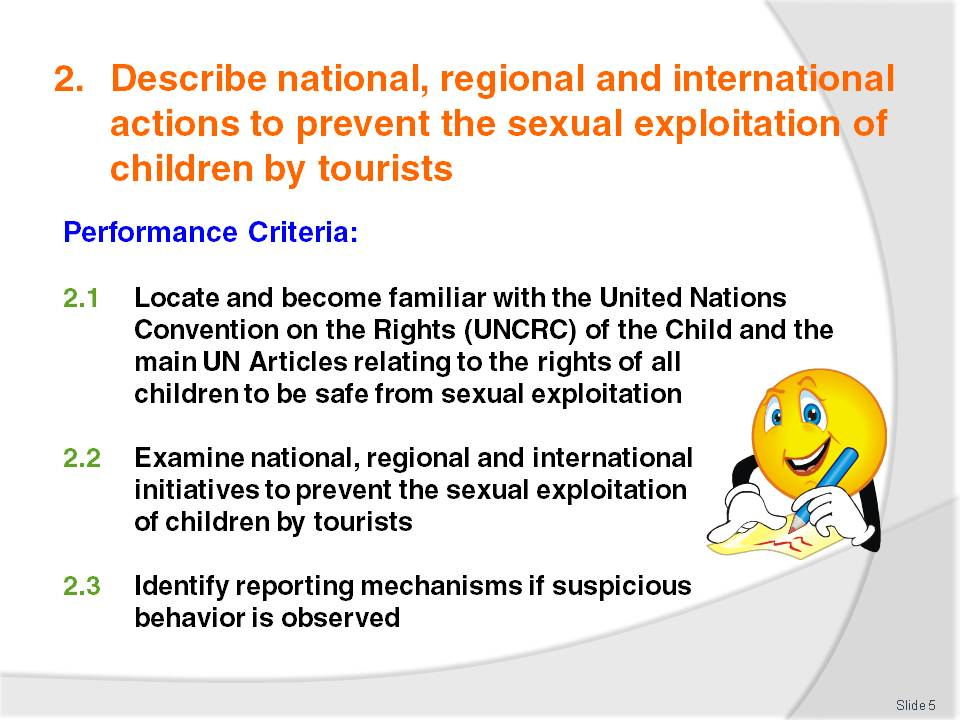 2. Describe national, regional and international
actions to prevent the sexual exploitation of
children by tourists
Performance Criteria:
2.1 Locate and become familiar with the United Nations
Convention on the Rights (UNCRC) of the Child and the
main UN Articles relating to the rights of all
children to be safe from sexual exploitation
2.2 Examine national, regional and international
initiatives to prevent the sexual exploitation
of children by tourists
2.3 Identify reporting mechanisms if suspicious
behavior is observed
Slide 5